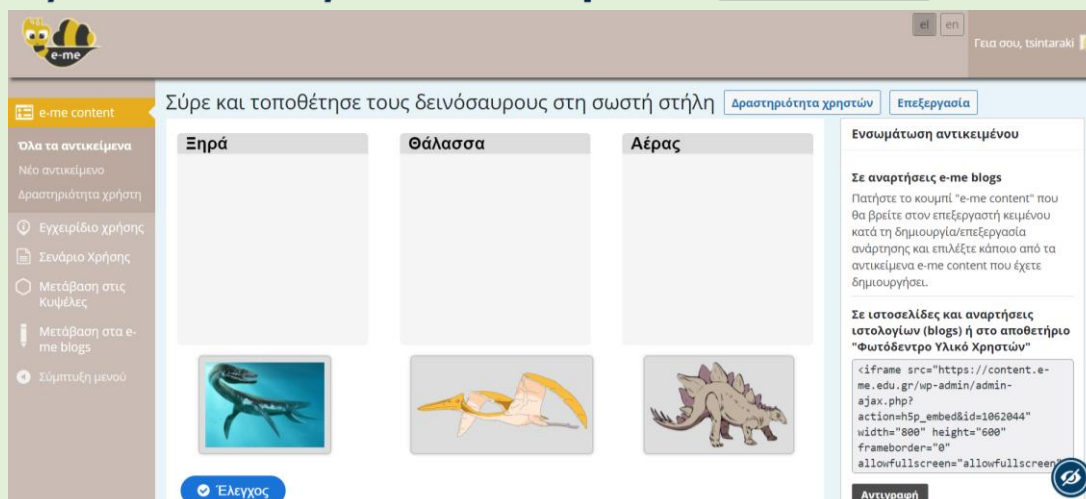 e-me
el en
Γεια σου, tsintaraki
e-me content
Όλα τα αντικείμενα
Νέο αντικείμενο
Δραστηριότητα χρήστη
Εγχειρίδιο χρήσης
Σενάριο Χρήσης
Μετάβαση στις
Κυψέλες
Μετάβαση στα e-
me blogs
Σύμπτυξη μενού
Σύρε και τοποθέτησε τους δεινόσαυρους στη σωστή στήλη
Δραστηριότητα χρηστών
Επεξεργασία
Ξηρά
Θάλασσα
Αέρας
Έλεγχος
Ενσωμάτωση αντικειμένου
Σε αναρτήσεις e-me blogs
Πατήστε το κουμπί "e-me content" που
θα βρείτε στον επεξεργαστή κειμένου
κατά τη δημιουργία/επεξεργασία
ανάρτησης και επιλέξτε κάποιο από τα
αντικείμενα e-me content που έχετε
δημιουργήσει.
Σε ιστοσελίδες και αναρτήσεις
ιστολογίων (blogs) ή στο αποθετήριο
"Φωτόδεντρο Υλικό Χρηστών"
<iframe src="https://content.e-
me.edu.gr/wp-admin/admin-
ajax.php?
action=h5p_embed&id=1062044"
width="800" height="600"
frameborder="0"
allowfullscreen="allowfullscreen"
Αντιγραφή